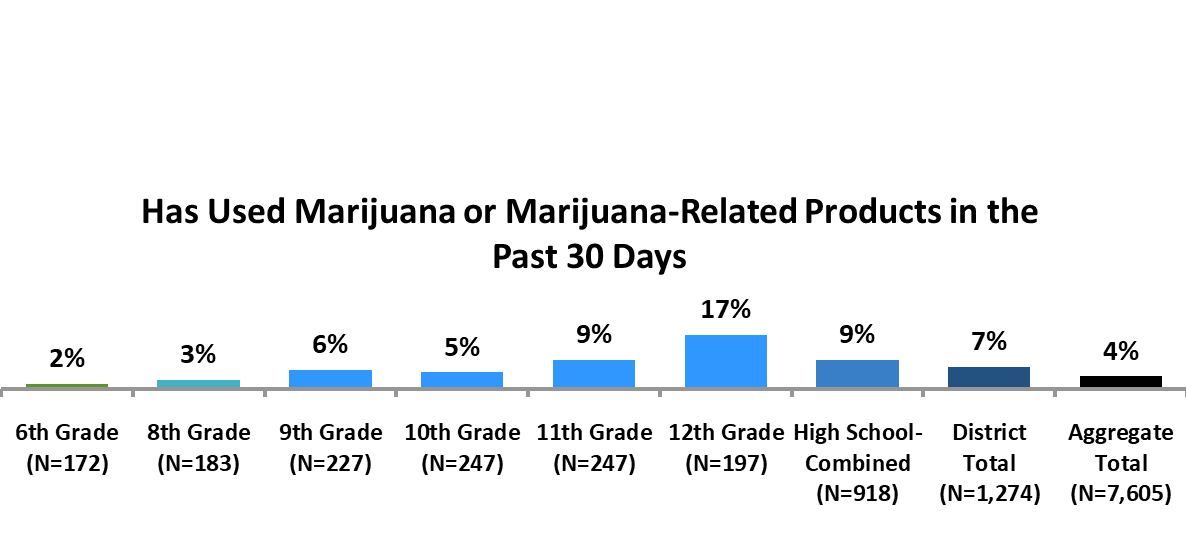 Has Used Marijuana or Marijuana-Related Products in the
Past 30 Days
2%
3%
6%
5%
9%
17%
9%
7%
4%
6th Grade
(N=172)
8th Grade
(N=183)
9th Grade
(N=227)
10th Grade
(N=247)
11th Grade
(N=247)
12th Grade
(N=197)
High School-
Combined
(N=918)
District
Total
(N=1,274)
Aggregate
Total
(N=7,605)